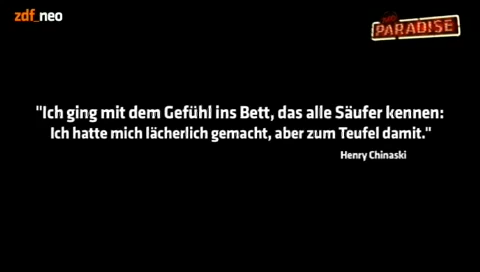 zdf_neo
PARADISE
"Ich ging mit dem Gefühl ins Bett, das alle Säufer kennen:
Ich hatte mich lächerlich gemacht, aber zum Teufel damit."
Henry Chinaski